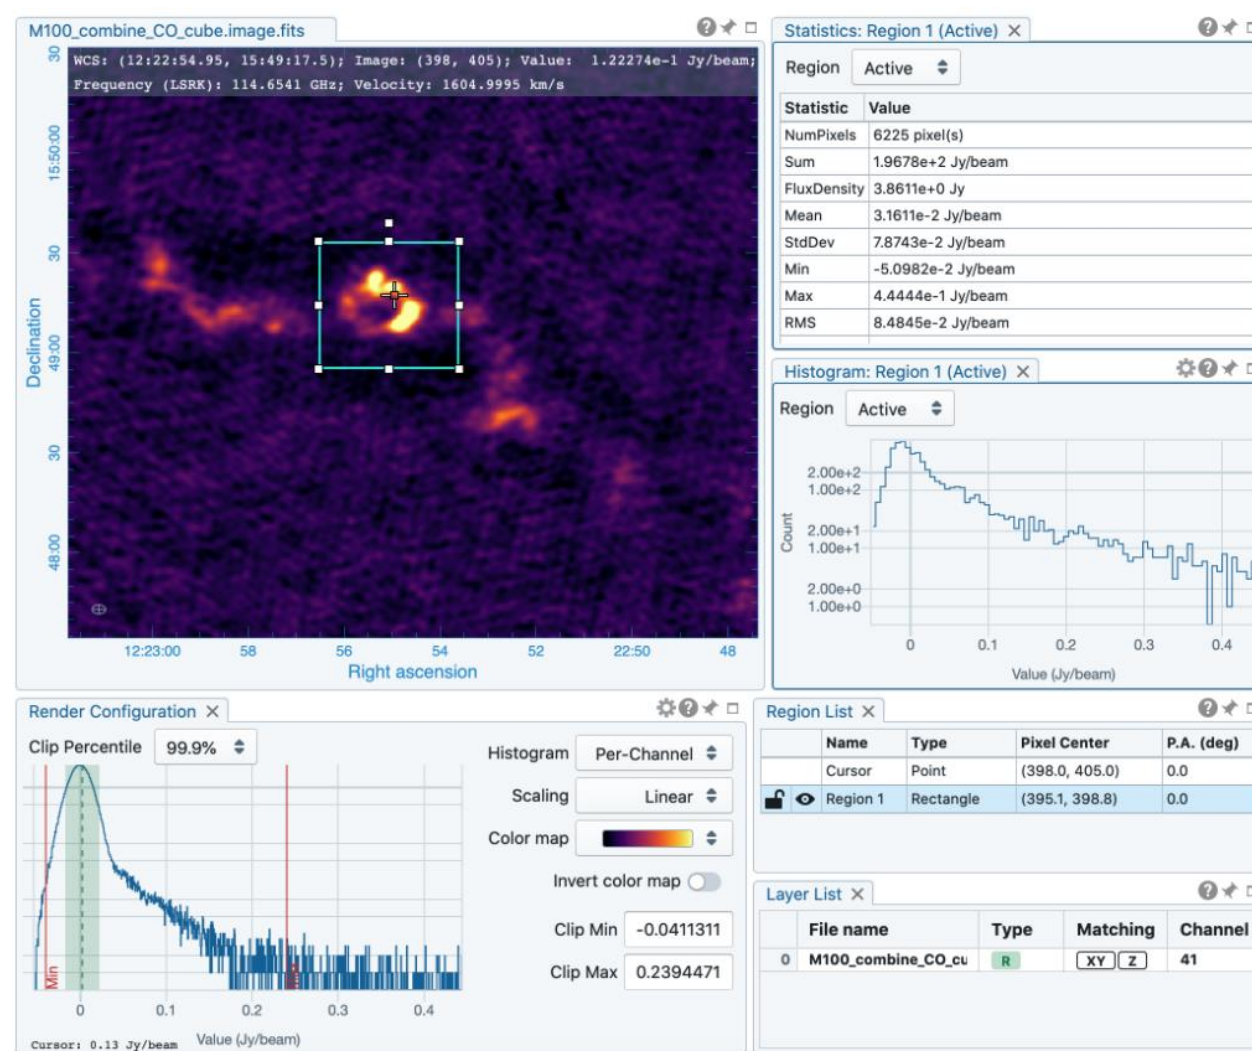 M100_combine_CO_cube.image.fits
WCS: (12:22:54.95, 15:49:17.5); Image: (398, 405); Value: 1.22274e-1 Jy/beam;
Frequency (LSRK): 114.6541 GHz; Velocity: 1604.9995 km/s
30
15:50:00
30
49:00
30
48:00
Declination
12:23:00 58 56 54 52 22:50 48
Right ascension
Statistics: Region 1 (Active)
Region Active
Statistic Value
NumPixels 6225 pixel(s)
Sum 1.9678e+2 Jy/beam
FluxDensity 3.8611e+0 Jy
Mean 3.1611e-2 Jy/beam
StdDev 7.8743e-2 Jy/beam
Min -5.0982e-2 Jy/beam
Max 4.4444e-1 Jy/beam
RMS 8.4845e-2 Jy/beam
Histogram: Region 1 (Active)
Region Active
2.00e+2
1.00e+2
2.00e+1
1.00e+1
2.00e+0
1.00e+0
Count
0 0.1 0.2 0.3 0.4
Value (Jy/beam)
Render Configuration
Clip Percentile 99.9%
Min
0 0.1 0.2 0.3 0.4
Cursor: 0.13 Jy/beam Value (Jy/beam)
Histogram Per-Channel
Scaling Linear
Color map
Invert color map
Clip Min -0.0411311
Clip Max 0.2394471
Region List
Name Type Pixel Center P.A. (deg)
Cursor Point (398.0, 405.0) 0.0
Region 1 Rectangle (395.1, 398.8) 0.0
Layer List
File name Type Matching Channel
0 M100_combine_CO_cu R XY Z 41